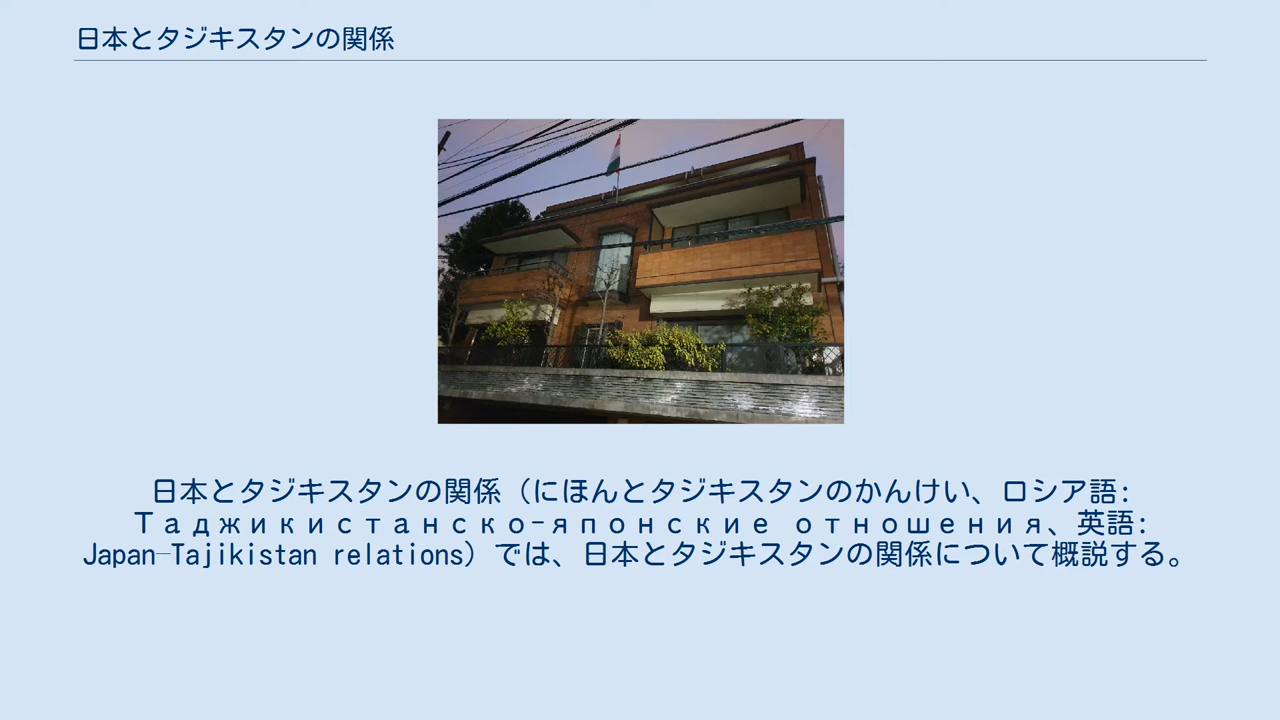 日本とタジキスタンの関係
日本とタジキスタンの関係（にほんとタジキスタンのかんけい、ロシア語:
Таджикистанско-японские отношения、英語:
Japan–Tajikistan relations）では、日本とタジキスタンの関係について概説する。